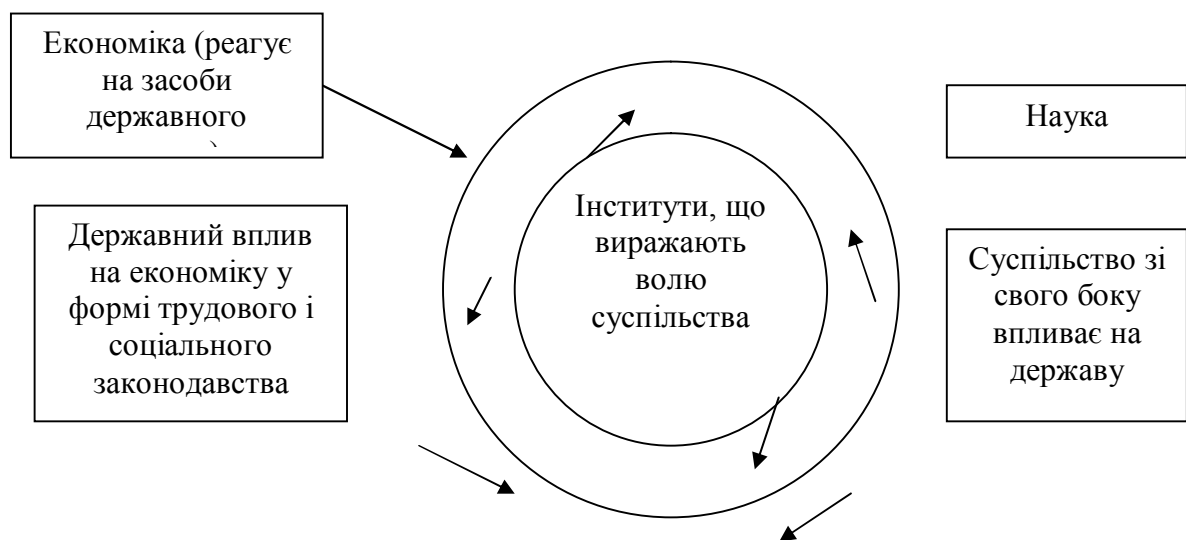 Економіка (реагує
на засоби
державного
Державний вплив
на економіку у
формі трудового і
соціального
законодавства
Інститути, що
виражають
волю
суспільства
Наука
Суспільство зі
свого боку
впливає на
державу